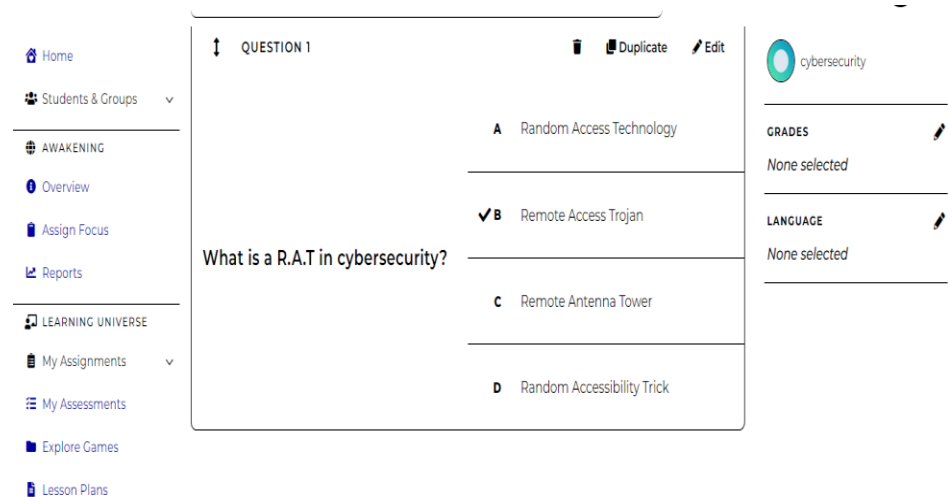 Home
Students & Groups
AWAKENING
Overview
Assign Focus
Reports
LEARNING UNIVERSE
My Assignments
My Assessments
Explore Games
Lesson Plans
QUESTION 1
Duplicate
Edit
What is a R.A.T in cybersecurity?
A Random Access Technology
B Remote Access Trojan
C Remote Antenna Tower
D Random Accessibility Trick
cybersecurity
GRADES
None selected
LANGUAGE
None selected